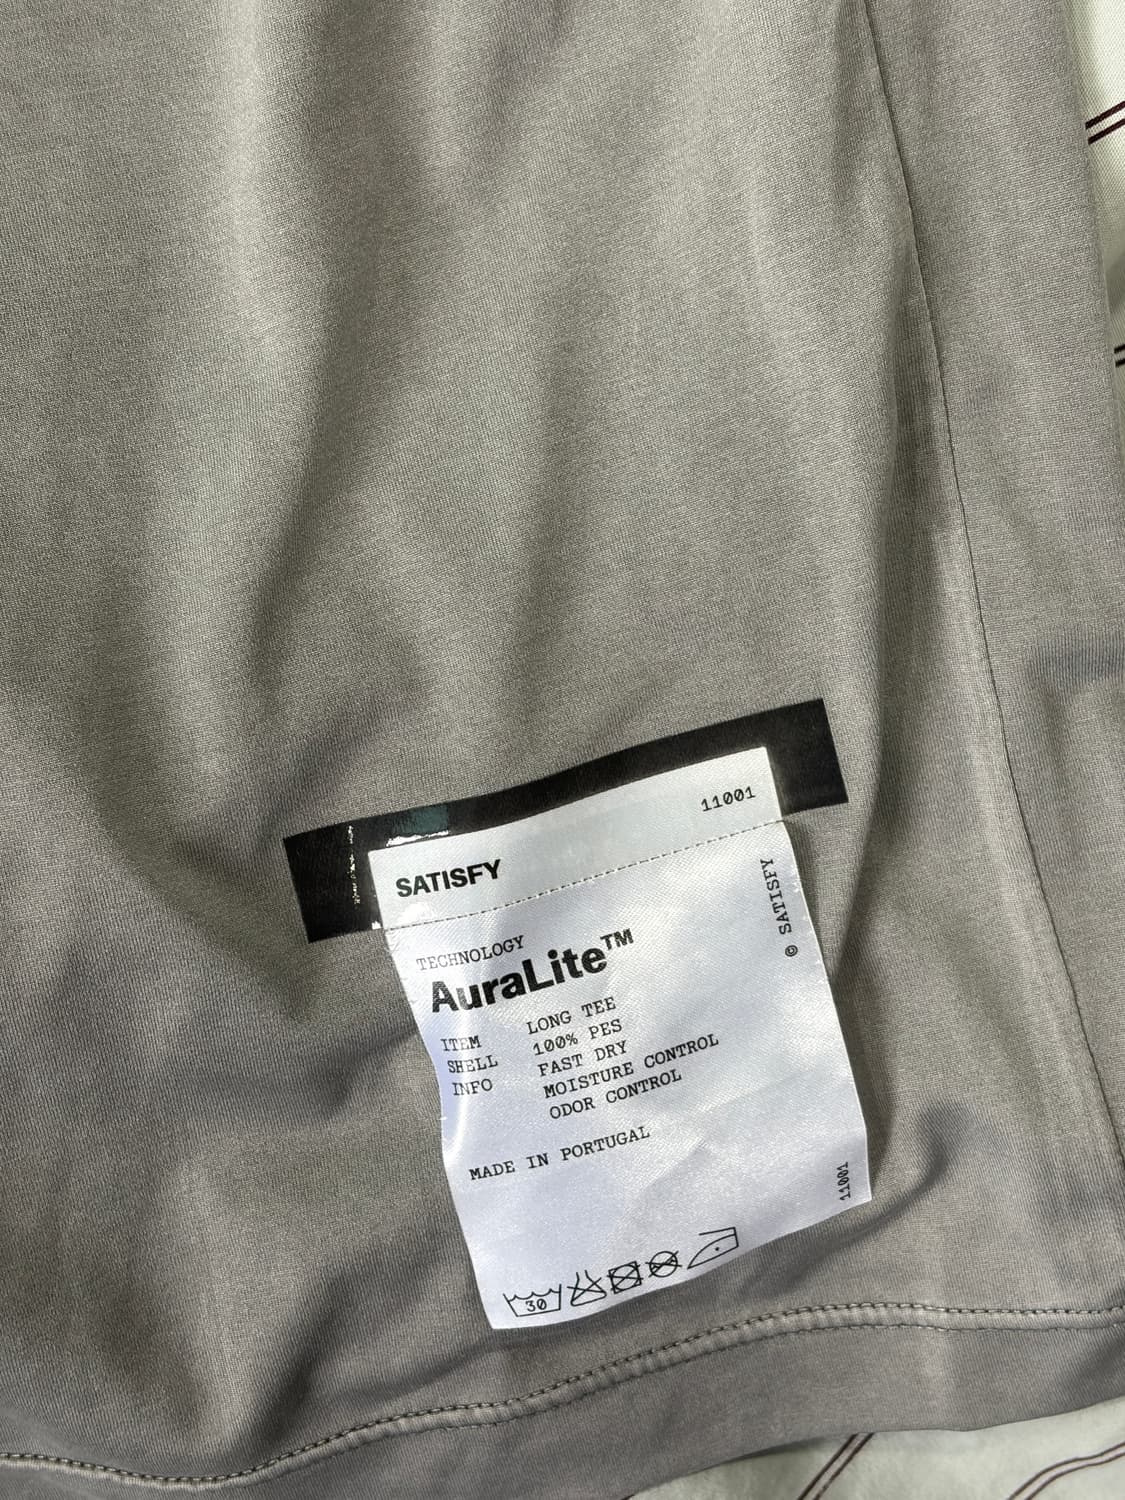 SATISFY 11001
© SATISFY
TECHNOLOGY
AuraLite™
ITEM LONG TEE
SHELL 100% PES
INFO FAST DRY
MOISTURE CONTROL
ODOR CONTROL
MADE IN PORTUGAL
11001
30